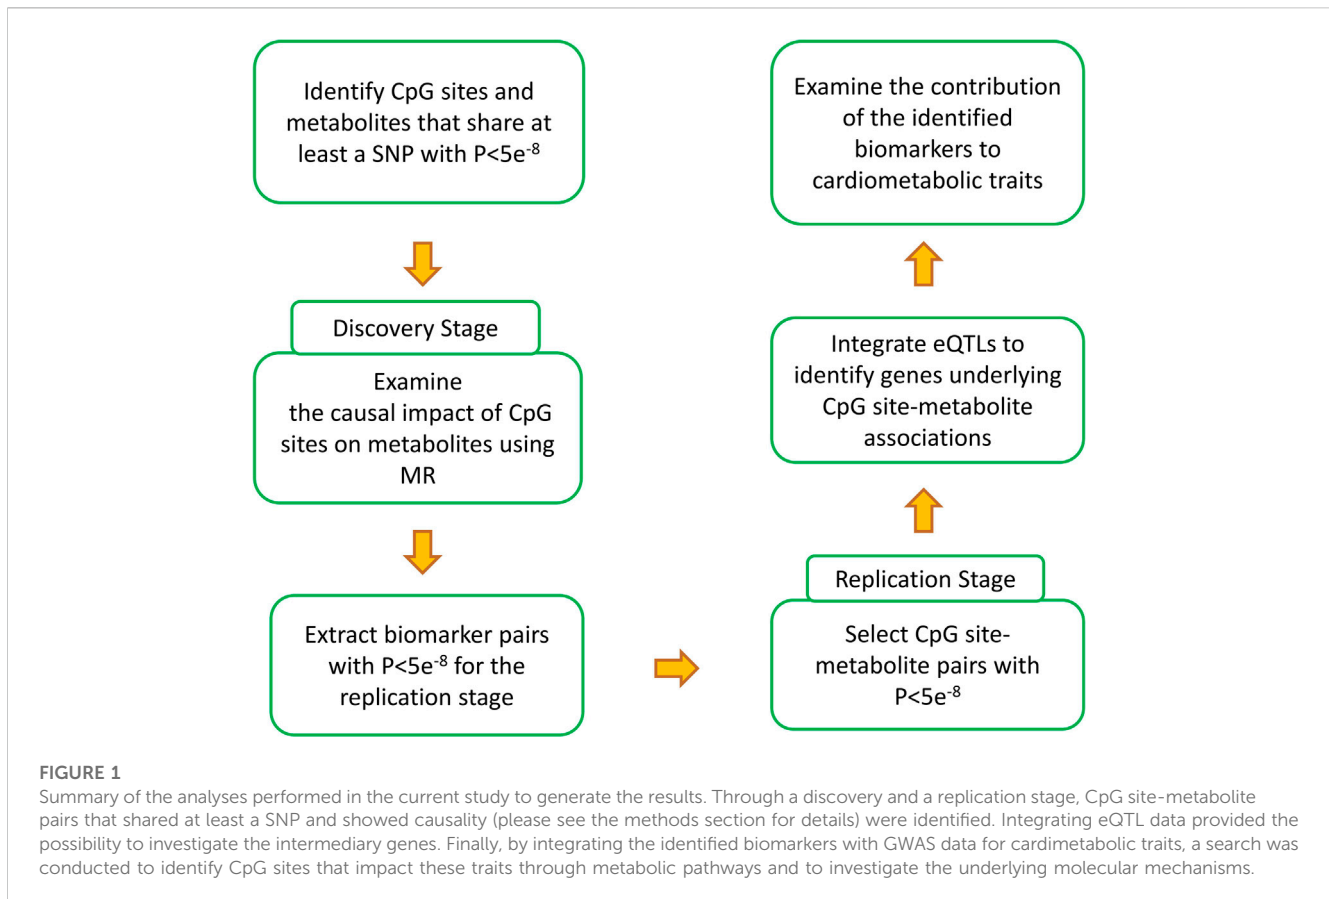 Identify CpG sites and
metabolites that share at
least a SNP with P<5e-8
Discovery Stage
Examine
the causal impact of CpG
sites on metabolites using
MR
Extract biomarker pairs
with P<5e-8 for the
replication stage
Replication Stage
Select CpG site-
metabolite pairs with
P<5e-8
Integrate eQTLs to
identify genes underlying
CpG site-metabolite
associations
Examine the contribution
of the identified
biomarkers to
cardiometabolic traits
FIGURE 1
Summary of the analyses performed in the current study to generate the results. Through a discovery and a replication stage, CpG site-metabolite
pairs that shared at least a SNP and showed causality (please see the methods section for details) were identified. Integrating eQTL data provided the
possibility to investigate the intermediary genes. Finally, by integrating the identified biomarkers with GWAS data for cardimetabolic traits, a search was
conducted to identify CpG sites that impact these traits through metabolic pathways and to investigate the underlying molecular mechanisms.